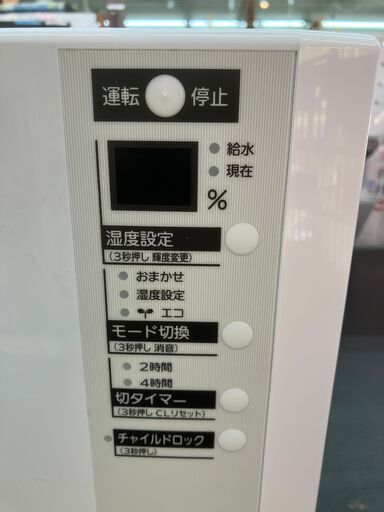 運転 停止
給水
現在
%
湿度設定
(3秒押し 輝度変更)
おまかせ
湿度設定
エコ
モード切換
(3秒押し 消音)
2時間
4時間
切タイマー
(3秒押し CLリセット)
チャイルドロック
(3秒押し)